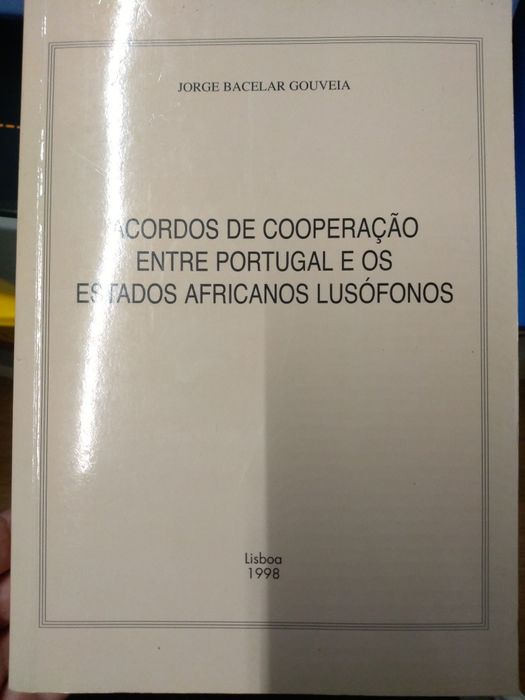 JORGE BACELAR GOUVEIA
ACORDOS DE COOPERAÇÃO
ENTRE PORTUGAL E OS
ESTADOS AFRICANOS LUSÓFONOS
Lisboa
1998